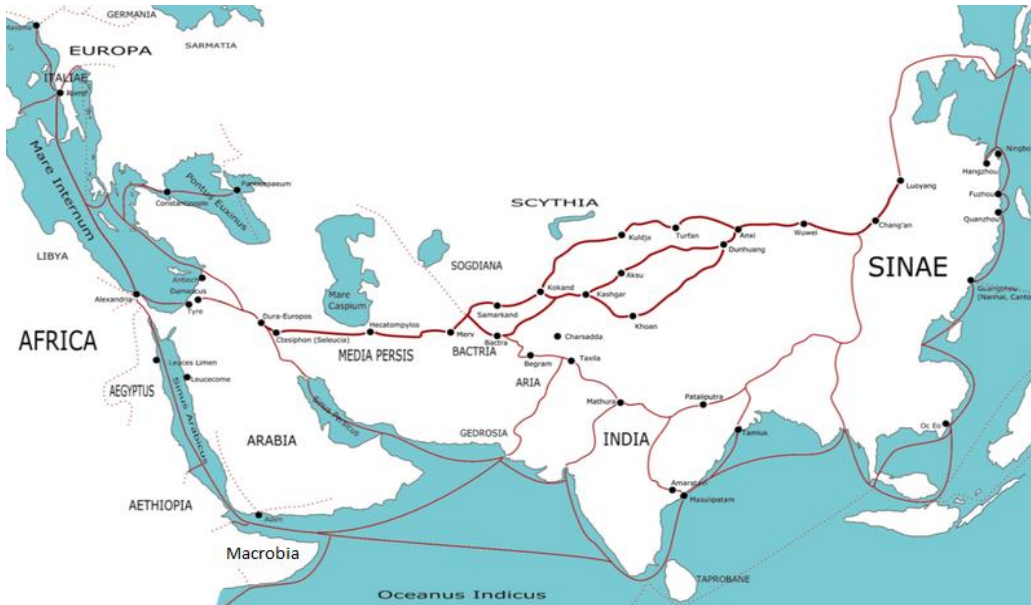 GERMANIA
EUROPA
SARMATIA
ITALIAE
Rome
Mare Internum
Pontus Euxinus
Constantinople
SCYTHIA
Ningbo
Hangzhou
Luoyang
Fuzhou
Quanzhou
Chang'an
Wuwei
Anxi
Turfan
Kuldja
Dunhuang
LIBYA
SOGDIANA
SINAE
Antioch
Damascus
Aksu
Kokand
Kashgar
Mare
Caspium
Alexandria
Tyre
Guangzhou
(Nanhai, Canto
Samarkand
Dura-Europos
Khoan
AFRICA
Ctesiphon (Seleucia)
Hecatompylos
Merv
Bactra
Charsadda
MEDIA PERSIS
BACTRIA
Begram
Taxila
Leuces Limen
Leucecome
AEGYPTUS
ARIA
Sinus Arabicus
Sinus Persicus
Mathura
Pataliputra
ARABIA
GEDROSIA
INDIA
Tamluk
Oc Eo
Amaravati
Masulipatam
AETHIOPIA
Aden
Macrobia
TAPROBANE
Oceanus Indicus